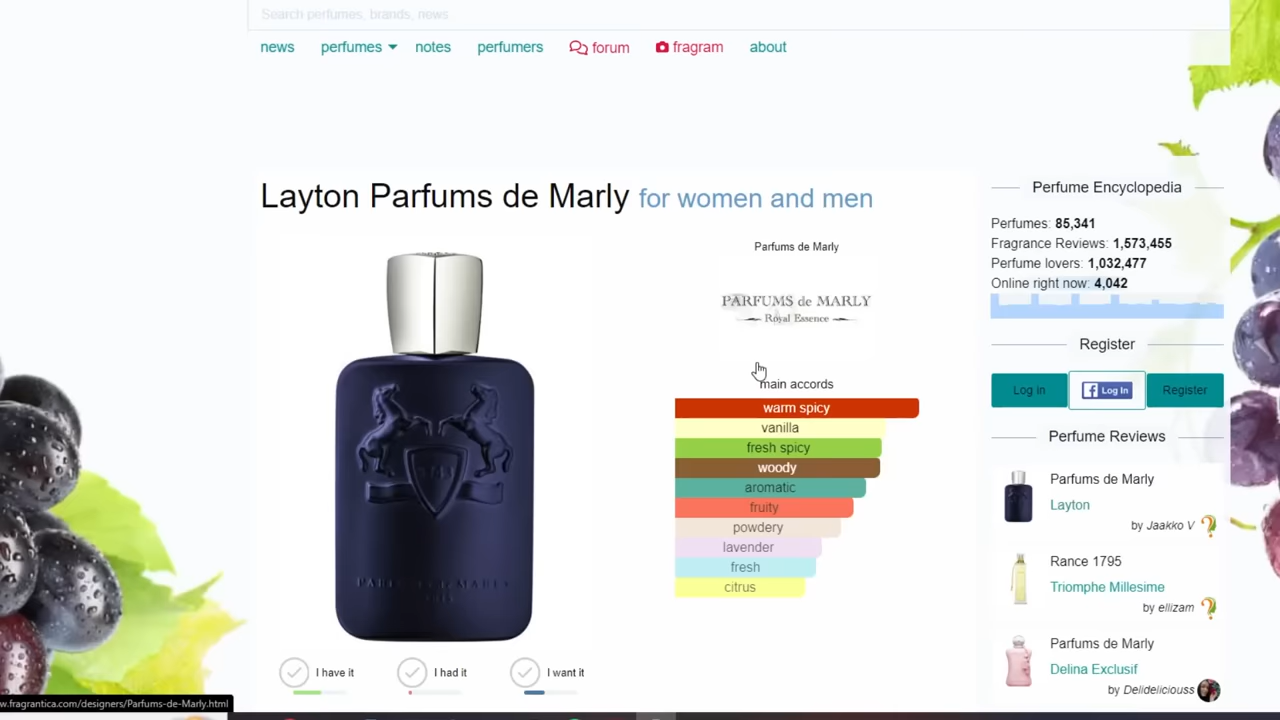 Search perfumes, brands, news
news perfumes notes perfumers forum fragram about
Layton Parfums de Marly for women and men
Parfums de Marly
PARFUMS de MARLY
Royal Essence
main accords
warm spicy
vanilla
fresh spicy
woody
aromatic
fruity
powdery
lavender
fresh
citrus
I have it I had it I want it
Perfume Encyclopedia
Perfumes: 85,341
Fragrance Reviews: 1,573,455
Perfume lovers: 1,032,477
Online right now: 4,042
Register
Log in Log In Register
Perfume Reviews
Parfums de Marly
Layton
by Jaakko V
Rance 1795
Triomphe Millesime
by ellizam
Parfums de Marly
Delina Exclusif
by Delideliciouss
w.fragrantica.com/designers/Parfums-de-Marly.html